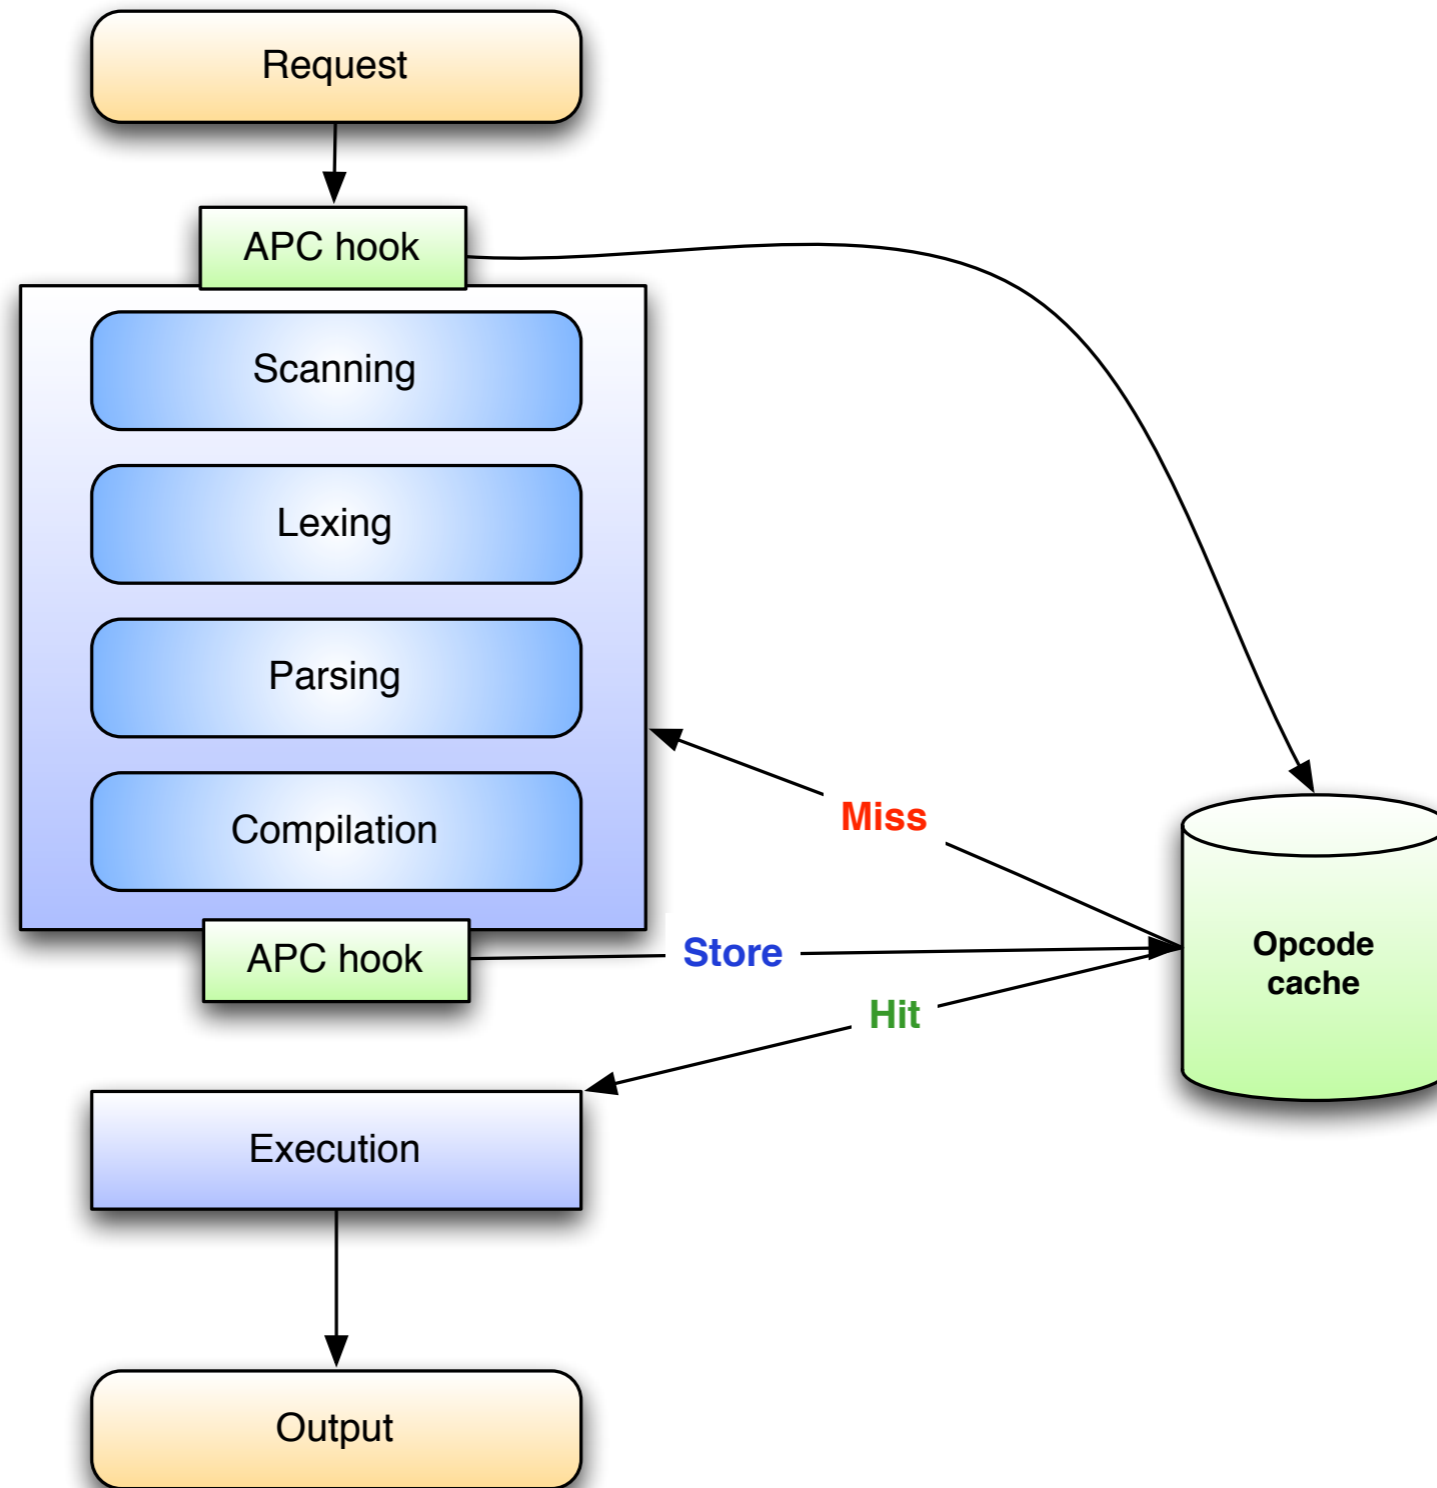 Request
APC hook
Scanning
Lexing
Parsing
Compilation
Miss
APC hook
Store
Opcode
cache
Hit
Execution
Output